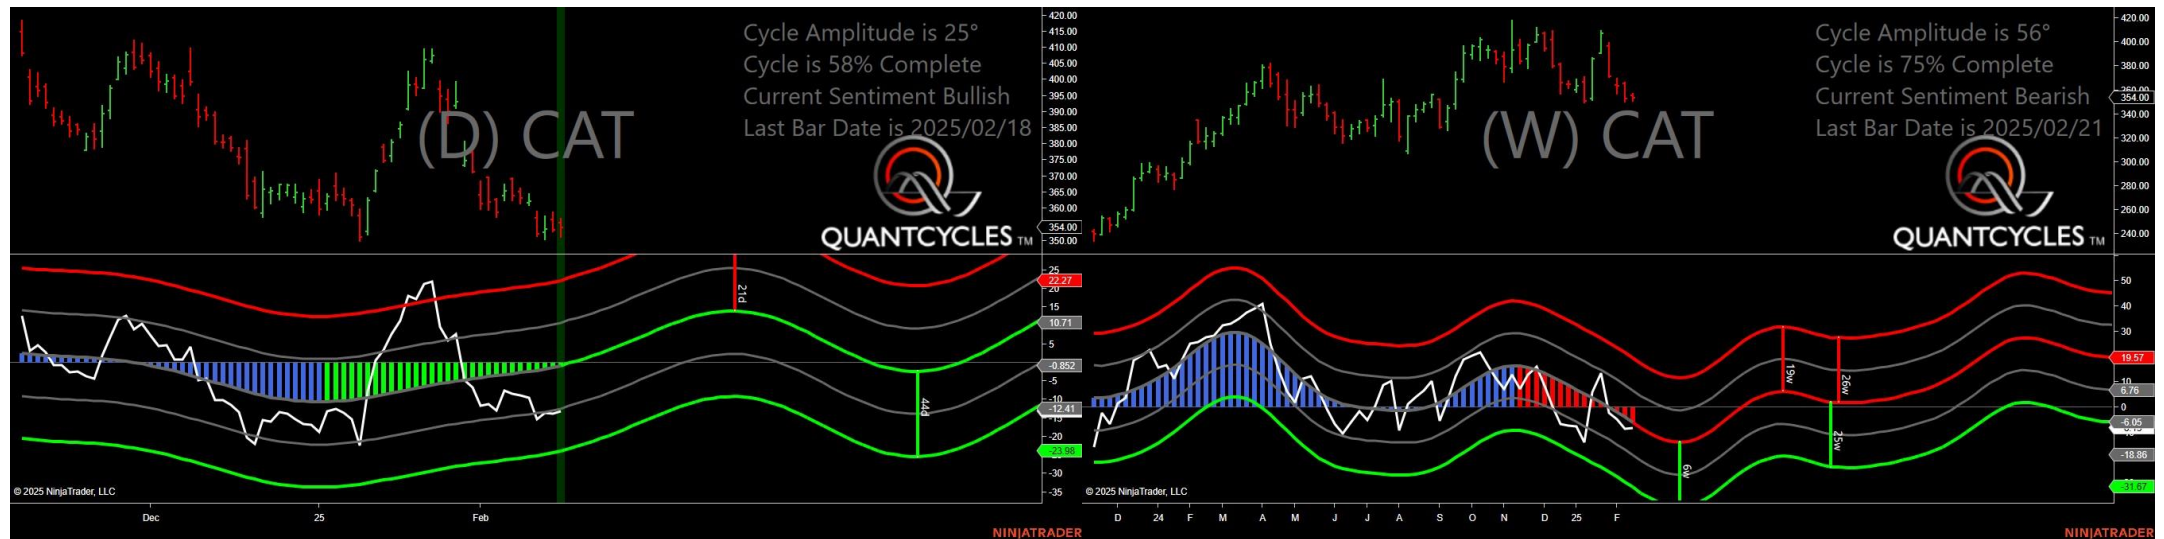 Cycle Amplitude is 25°
Cycle is 58% Complete
Current Sentiment Bullish
Last Bar Date is 2025/02/18
(D) CAT
QUANTCYCLES TM
420.00
415.00
410.00
405.00
400.00
395.00
390.00
385.00
380.00
375.00
370.00
365.00
360.00
354.00
350.00
25
22.27
20
15
10.71
5
-0.852
-5
-10
-12.41
-20
-23.98
-30
-35
21d
44d
© 2025 NinjaTrader, LLC
Dec
25
Feb
NINJATRADER
Cycle Amplitude is 56°
Cycle is 75% Complete
Current Sentiment Bearish
Last Bar Date is 2025/02/21
(W) CAT
QUANTCYCLES TM
420.00
400.00
380.00
360.00
354.00
340.00
320.00
300.00
280.00
260.00
240.00
50
40
30
19.57
10
6.76
0
-6.05
-18.86
-31.67
19w
26w
25w
6w
© 2025 NinjaTrader, LLC
D
24
F
M
A
M
J
J
A
S
O
N
D
25
F
NINJATRADER